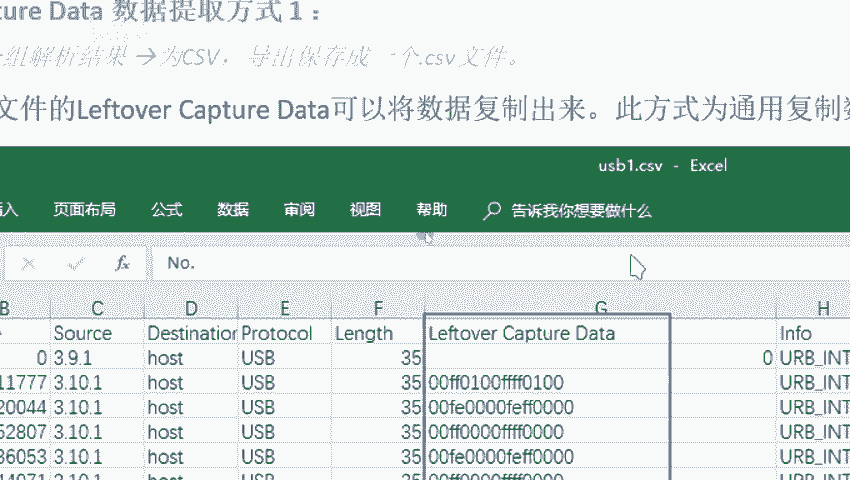 ture Data 数据提取方式 1：
组解析结果 →为CSV，导出保存成一个.csv文件。
文件的Leftover Capture Data可以将数据复制出来。此方式为通用复制数
usb1.csv - Excel
插入 页面布局 公式 数据 审阅 视图 帮助 告诉我你想要做什么
fx No.
B C D E F G H
Source Destination Protocol Length Leftover Capture Data Info
0 3.9.1 host USB 35 0 URB_INT
11777 3.10.1 host USB 35 00ff0100ffff0100 URB_INT
20044 3.10.1 host USB 35 00fe0000feff0000 URB_INT
52807 3.10.1 host USB 35 00ff0000ffff0000 URB_INT
36053 3.10.1 host USB 35 00fe0000feff0000 URB_INT
14971 3.10.1 host USB 35 00ff0000ffff0000 URB_INT